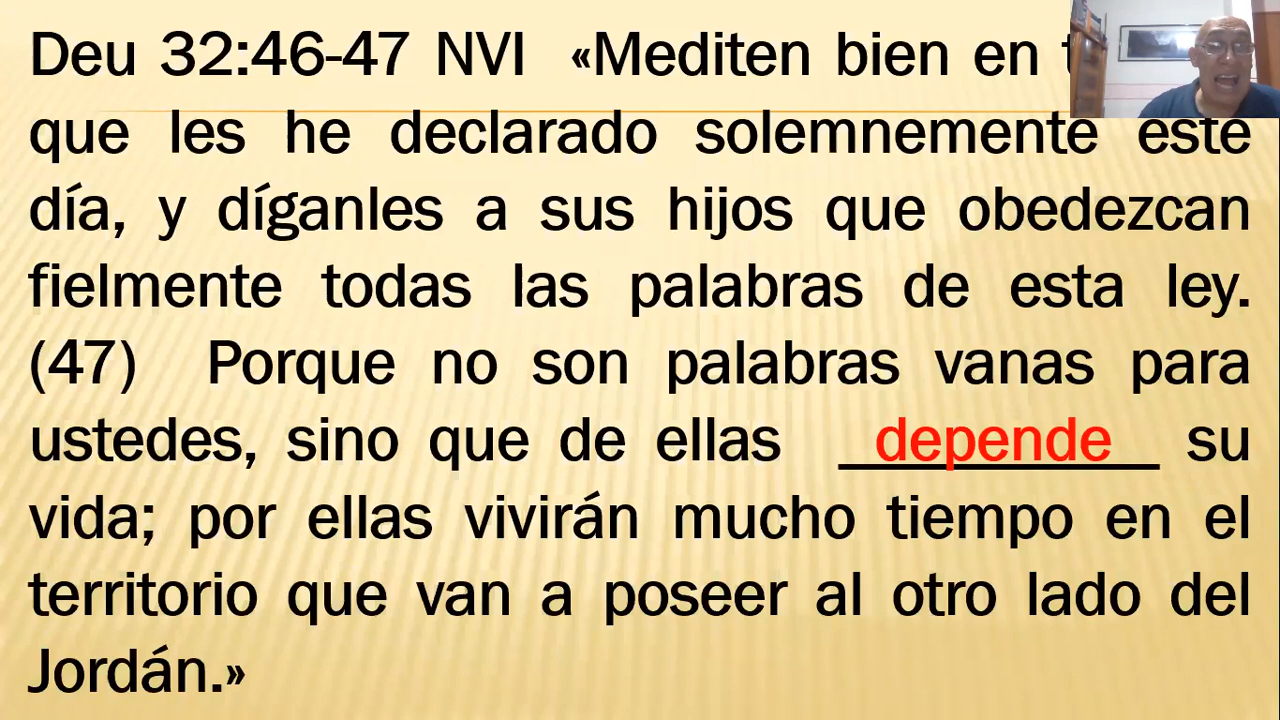 Deu 32:46-47 NVI «Mediten bien en
que les he declarado solemnemente este
día, y díganles a sus hijos que obedezcan
fielmente todas las palabras de esta ley.
(47) Porque no son palabras vanas para
ustedes, sino que de ellas depende su
vida; por ellas vivirán mucho tiempo en el
territorio que van a poseer al otro lado del
Jordán.»